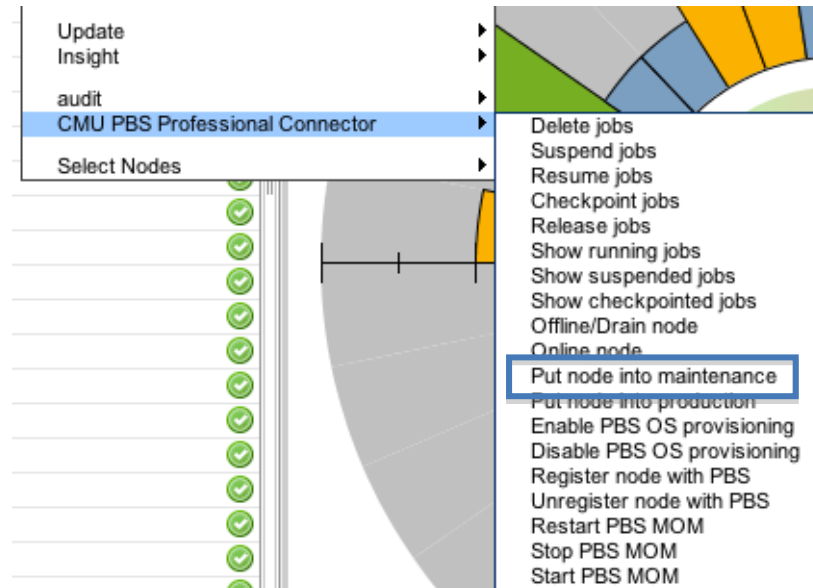 Update
Insight
audit
CMU PBS Professional Connector
Select Nodes
Delete jobs
Suspend jobs
Resume jobs
Checkpoint jobs
Release jobs
Show running jobs
Show suspended jobs
Show checkpointed jobs
Offline/Drain node
Online node
Put node into maintenance
Put node into production
Enable PBS OS provisioning
Disable PBS OS provisioning
Register node with PBS
Unregister node with PBS
Restart PBS MOM
Stop PBS MOM
Start PBS MOM